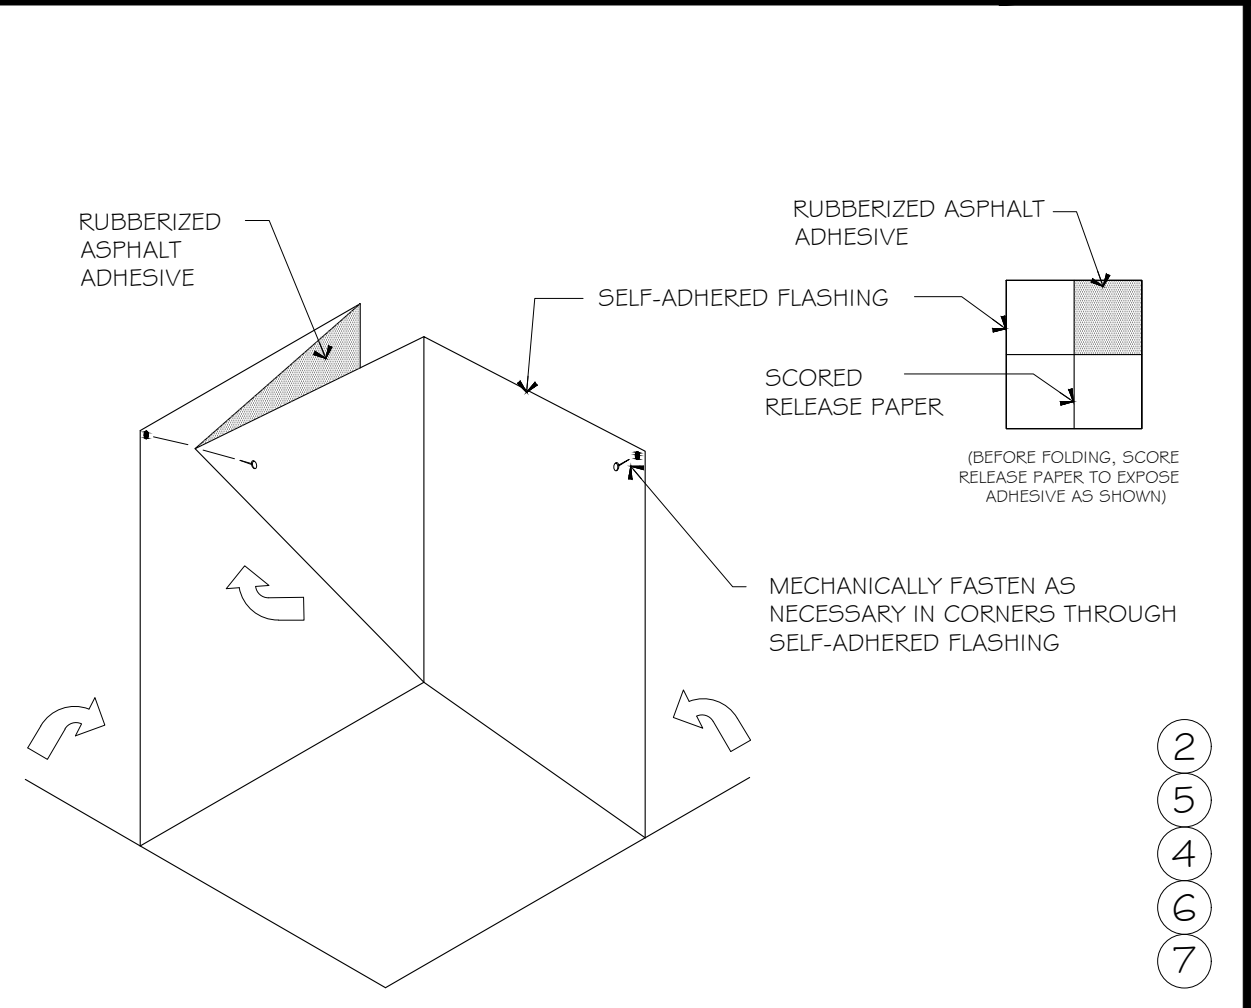 RUBBERIZED
ASPHALT
ADHESIVE
SELF-ADHERED FLASHING
RUBBERIZED ASPHALT
ADHESIVE
SCORED
RELEASE PAPER
(BEFORE FOLDING, SCORE
RELEASE PAPER TO EXPOSE
ADHESIVE AS SHOWN)
MECHANICALLY FASTEN AS
NECESSARY IN CORNERS THROUGH
SELF-ADHERED FLASHING
2
5
4
6
7